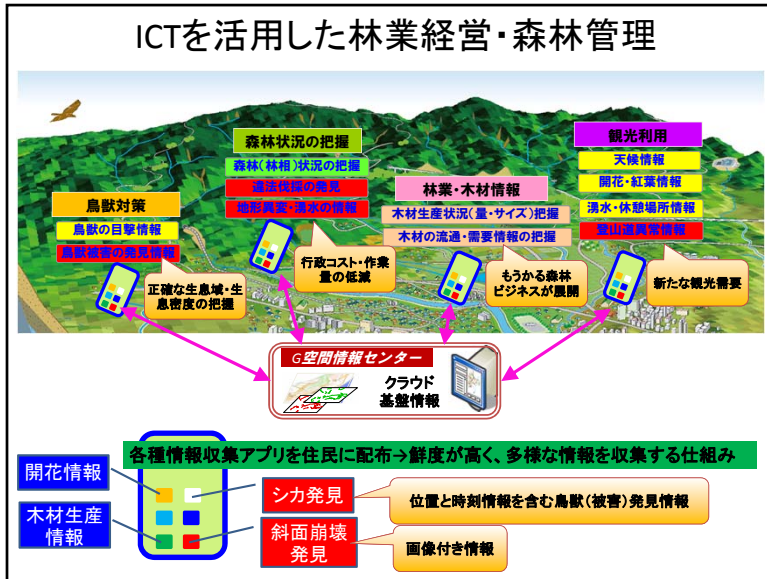 ICTを活用した林業経営・森林管理
森林状況の把握
森林(林相)状況の把握
違法伐採の発見
地形異変・湧水の情報
観光利用
天候情報
開花・紅葉情報
湧水・休憩場所情報
登山道異常情報
鳥獣対策
鳥獣の目撃情報
鳥獣被害の発見情報
林業・木材情報
木材生産状況(量・サイズ)把握
木材の流通・需要情報の把握
正確な生息域・生
息密度の把握
行政コスト・作業
量の低減
もうかる森林
ビジネスが展開
新たな観光需要
G空間情報センター
クラウド
基盤情報
各種情報収集アプリを住民に配布→鮮度が高く、多様な情報を収集する仕組み
開花情報
木材生産
情報
シカ発見
位置と時刻情報を含む鳥獣(被害)発見情報
斜面崩壊
発見
画像付き情報